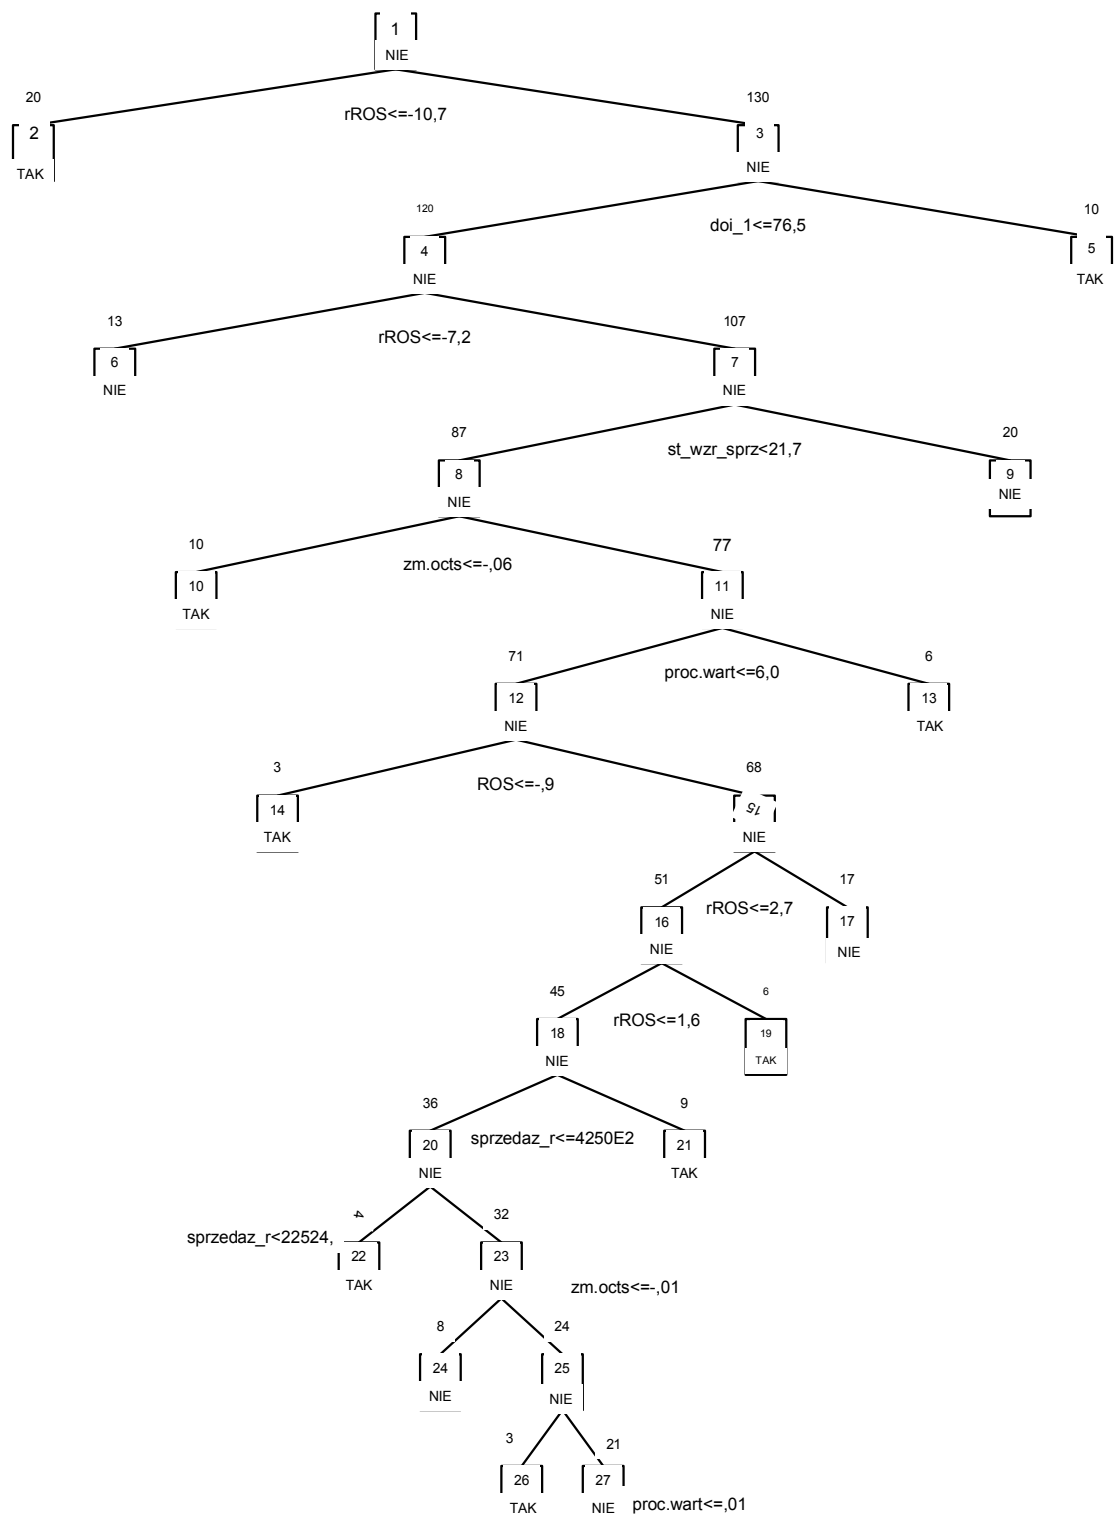 1
NIE
20
rROS<=-10,7
130
2
TAK
3
NIE
120
doi_1<=76,5
10
4
NIE
5
TAK
13
rROS<=-7,2
107
6
NIE
7
NIE
87
st_wzr_sprz<21,7
20
8
NIE
9
NIE
10
zm.octs<=-,06
77
10
TAK
11
NIE
71
proc.wart<=6,0
6
12
NIE
13
TAK
3
ROS<=-,9
68
14
TAK
15
NIE
51
rROS<=2,7
17
16
NIE
17
NIE
45
rROS<=1,6
6
18
NIE
19
TAK
36
sprzedaz_r<=4250E2
9
20
NIE
21
TAK
sprzedaz_r<22524,
4
32
22
TAK
23
NIE
zm.octs<=-,01
8
24
24
NIE
25
NIE
3
21
26
TAK
27
NIE
proc.wart<=,01